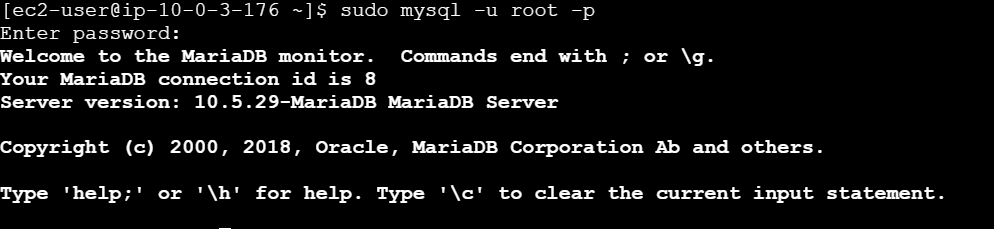 [ec2-user@ip-10-0-3-176 ~]$ sudo mysql -u root -p
Enter password:
Welcome to the MariaDB monitor.  Commands end with ; or \g.
Your MariaDB connection id is 8
Server version: 10.5.29-MariaDB MariaDB Server
Copyright (c) 2000, 2018, Oracle, MariaDB Corporation Ab and others.
Type 'help;' or '\h' for help. Type '\c' to clear the current input statement.